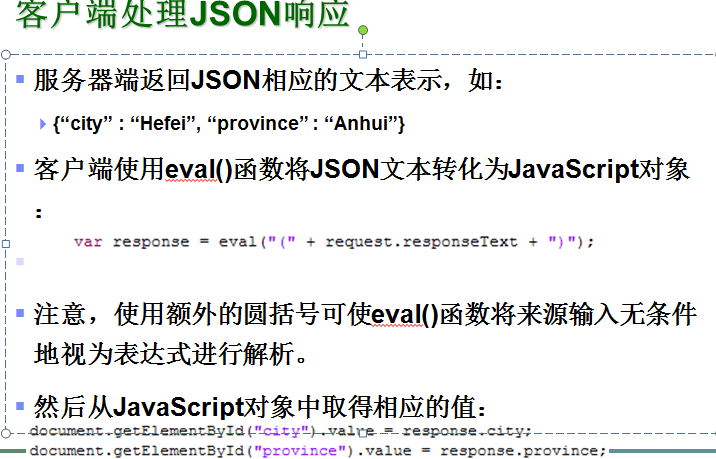 客户端处理JSON响应
服务器端返回JSON相应的文本表示，如：
{“city” : “Hefei”, “province” : “Anhui”}
客户端使用eval()函数将JSON文本转化为JavaScript对象
：
var response = eval("(" + request.responseText + ")");
注意，使用额外的圆括号可使eval()函数将来源输入无条件
地视为表达式进行解析。
然后从JavaScript对象中取得相应的值：
document.getElementById("city").value = response.city;
document.getElementById("province").value = response.province;